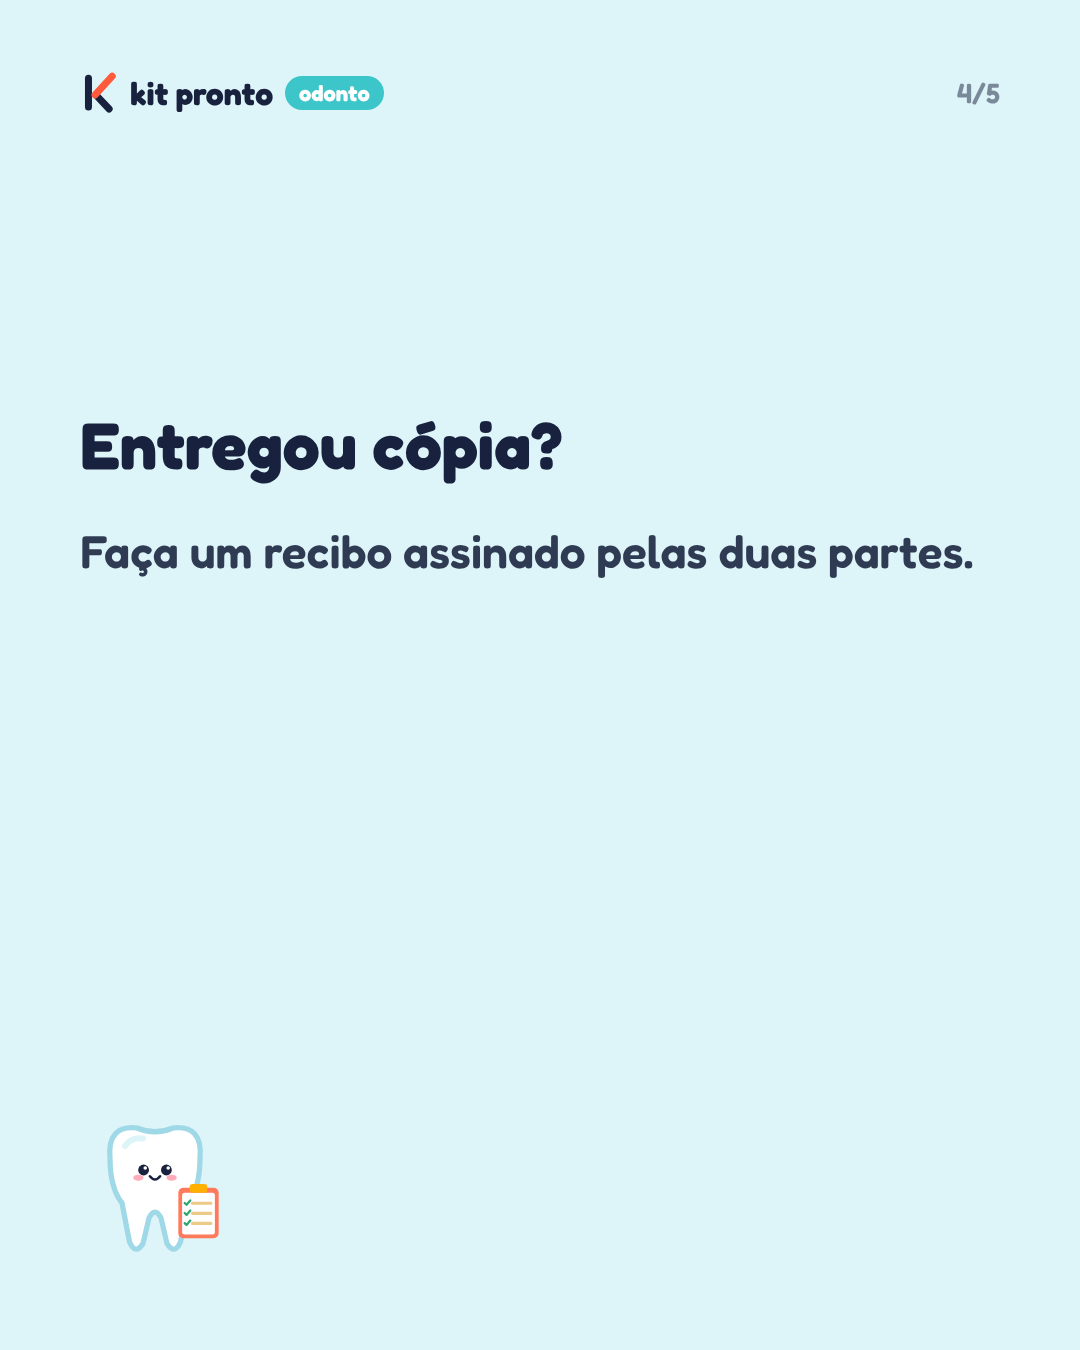 kit pronto odonto
4/5
Entregou cópia?
Faça um recibo assinado pelas duas partes.